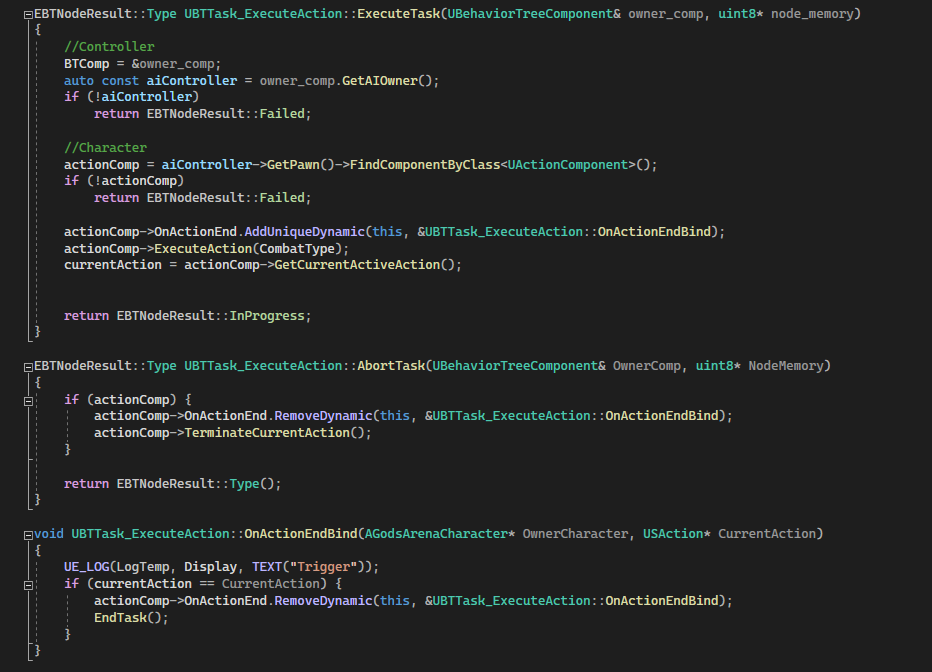 EBTNodeResult::Type UBTTask_ExecuteAction::ExecuteTask(UBehaviorTreeComponent& owner_comp, uint8* node_memory)
{
    //Controller
    BTComp = &owner_comp;
    auto const aiController = owner_comp.GetAIOwner();
    if (!aiController)
        return EBTNodeResult::Failed;

    //Character
    actionComp = aiController->GetPawn()->FindComponentByClass<UActionComponent>();
    if (!actionComp)
        return EBTNodeResult::Failed;

    actionComp->OnActionEnd.AddUniqueDynamic(this, &UBTTask_ExecuteAction::OnActionEndBind);
    actionComp->ExecuteAction(CombatType);
    currentAction = actionComp->GetCurrentActiveAction();


    return EBTNodeResult::InProgress;
}

EBTNodeResult::Type UBTTask_ExecuteAction::AbortTask(UBehaviorTreeComponent& OwnerComp, uint8* NodeMemory)
{
    if (actionComp) {
        actionComp->OnActionEnd.RemoveDynamic(this, &UBTTask_ExecuteAction::OnActionEndBind);
        actionComp->TerminateCurrentAction();
    }

    return EBTNodeResult::Type();
}

void UBTTask_ExecuteAction::OnActionEndBind(AGodsArenaCharacter* OwnerCharacter, USAction* CurrentAction)
{
    UE_LOG(LogTemp, Display, TEXT("Trigger"));
    if (currentAction == CurrentAction) {
        actionComp->OnActionEnd.RemoveDynamic(this, &UBTTask_ExecuteAction::OnActionEndBind);
        EndTask();
    }
}